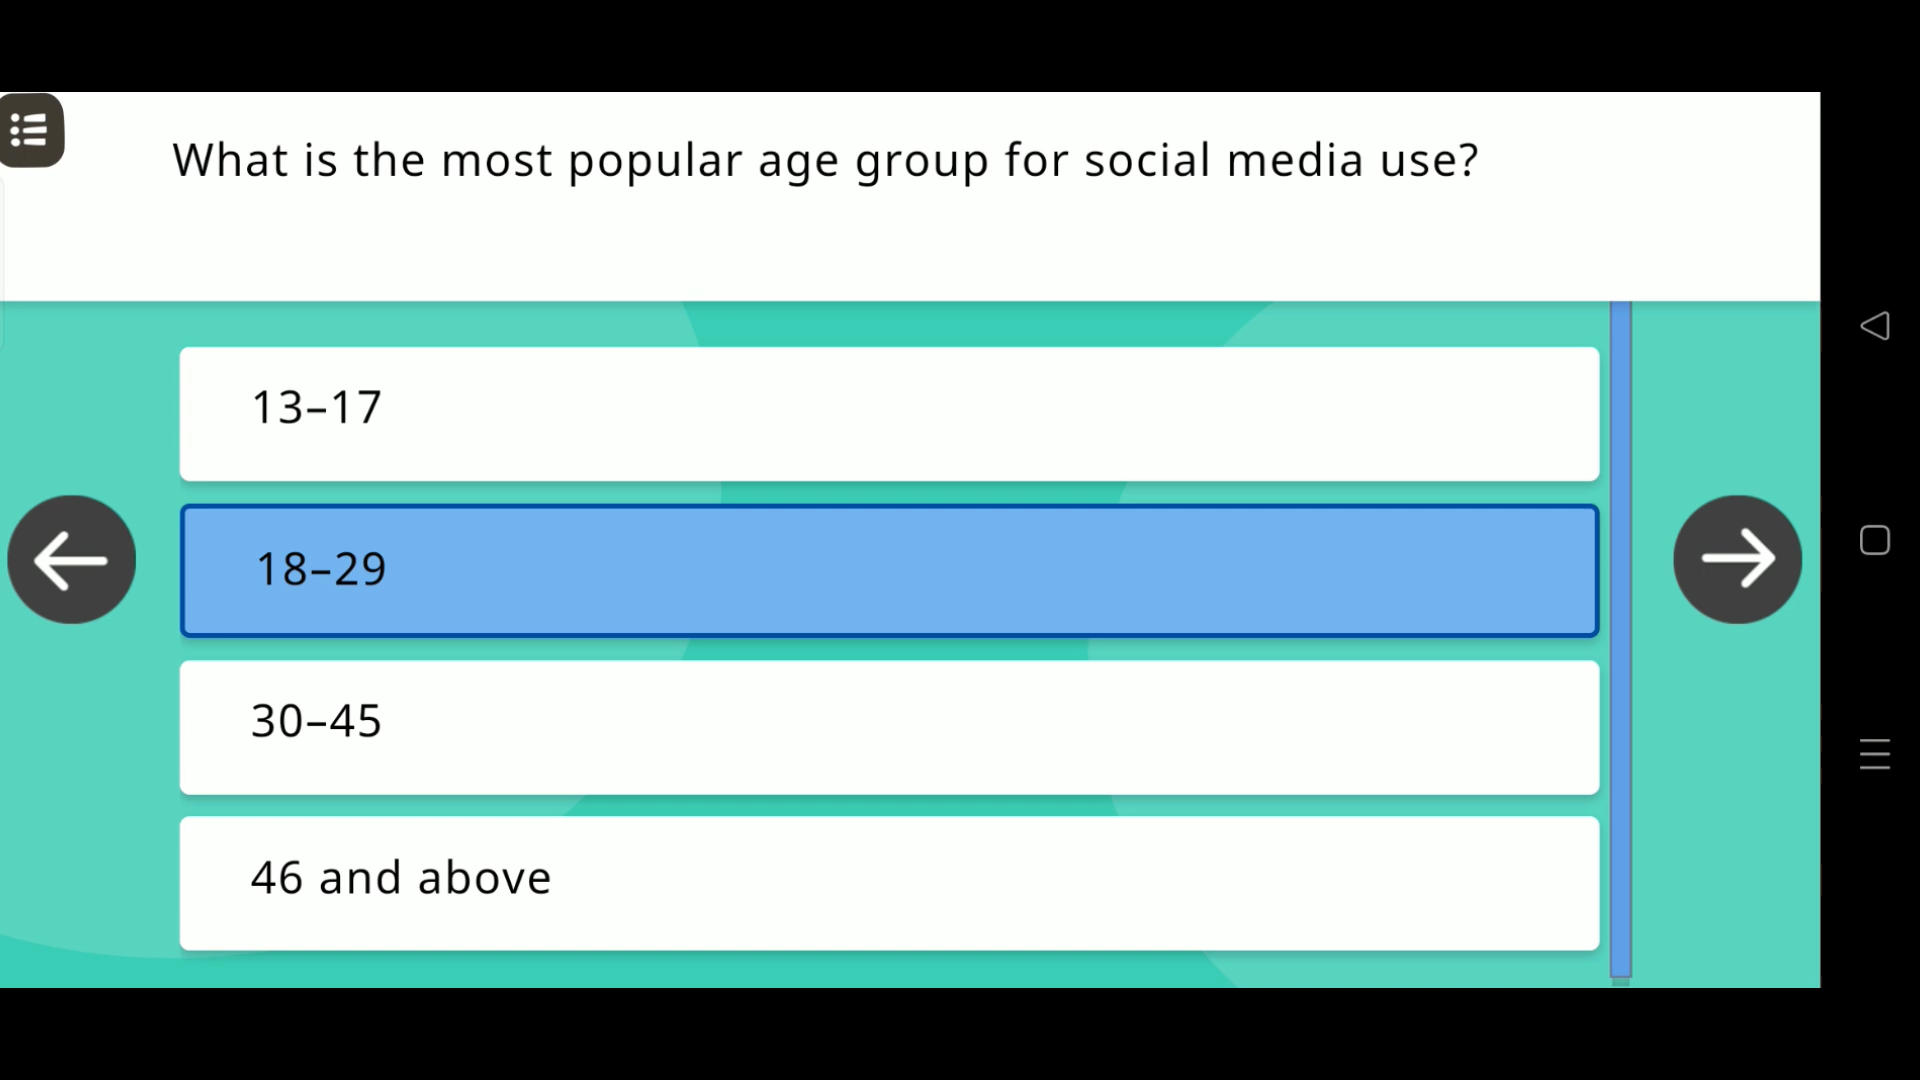 What is the most popular age group for social media use?
13–17
18–29
30–45
46 and above